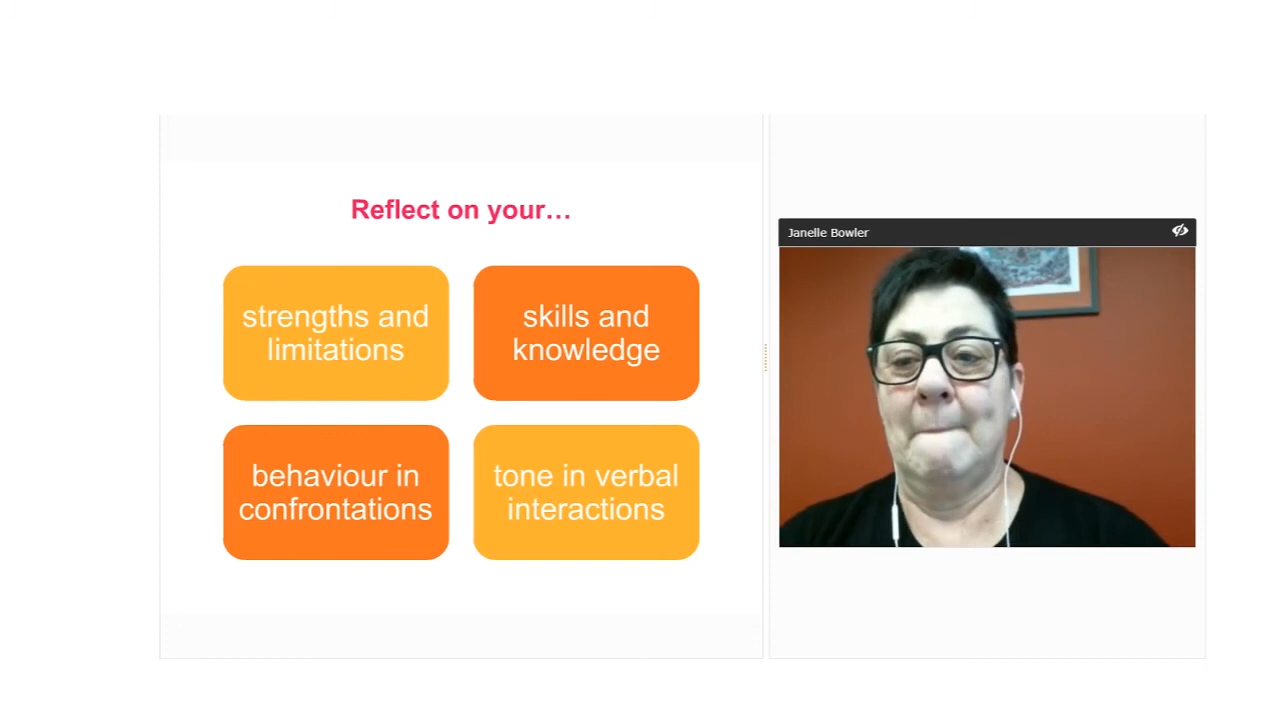 Reflect on your…
strengths and
limitations
skills and
knowledge
behaviour in
confrontations
tone in verbal
interactions
Janelle Bowler